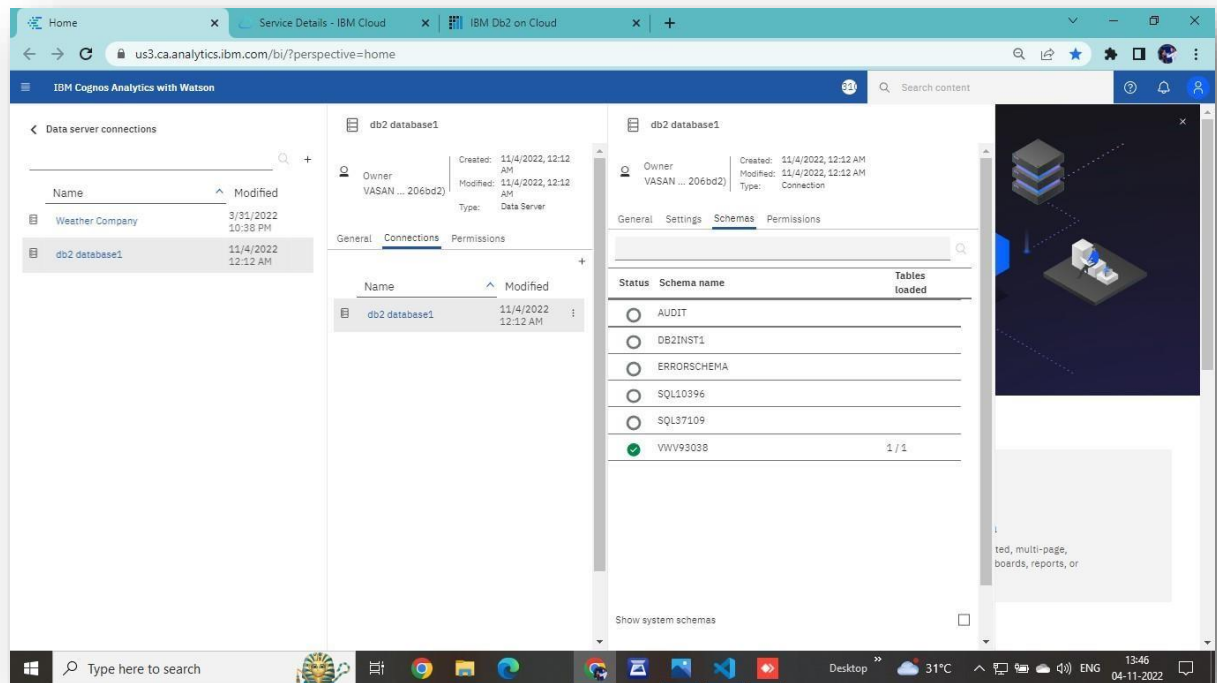 Home
Service Details - IBM Cloud
IBM Db2 on Cloud
us3.ca.analytics.ibm.com/bi/?perspective=home
IBM Cognos Analytics with Watson
Search content
Data server connections
Name Modified
Weather Company 3/31/2022
10:38 PM
db2 database1 11/4/2022
12:12 AM
db2 database1
Owner
VASAN ... 206bd2)
Created: 11/4/2022, 12:12
AM
Modified: 11/4/2022, 12:12
AM
Type: Data Server
General Connections Permissions
Name Modified
db2 database1 11/4/2022
12:12 AM
db2 database1
Owner
VASAN ... 206bd2)
Created: 11/4/2022, 12:12 AM
Modified: 11/4/2022, 12:12 AM
Type: Connection
General Settings Schemas Permissions
Status Schema name Tables
loaded
AUDIT
DB2INST1
ERRORSCHEMA
SQL10396
SQL37109
VWV93038 1 / 1
Show system schemas
ted, multi-page,
boards, reports, or
Type here to search
Desktop
31°C
ENG
13:46
04-11-2022